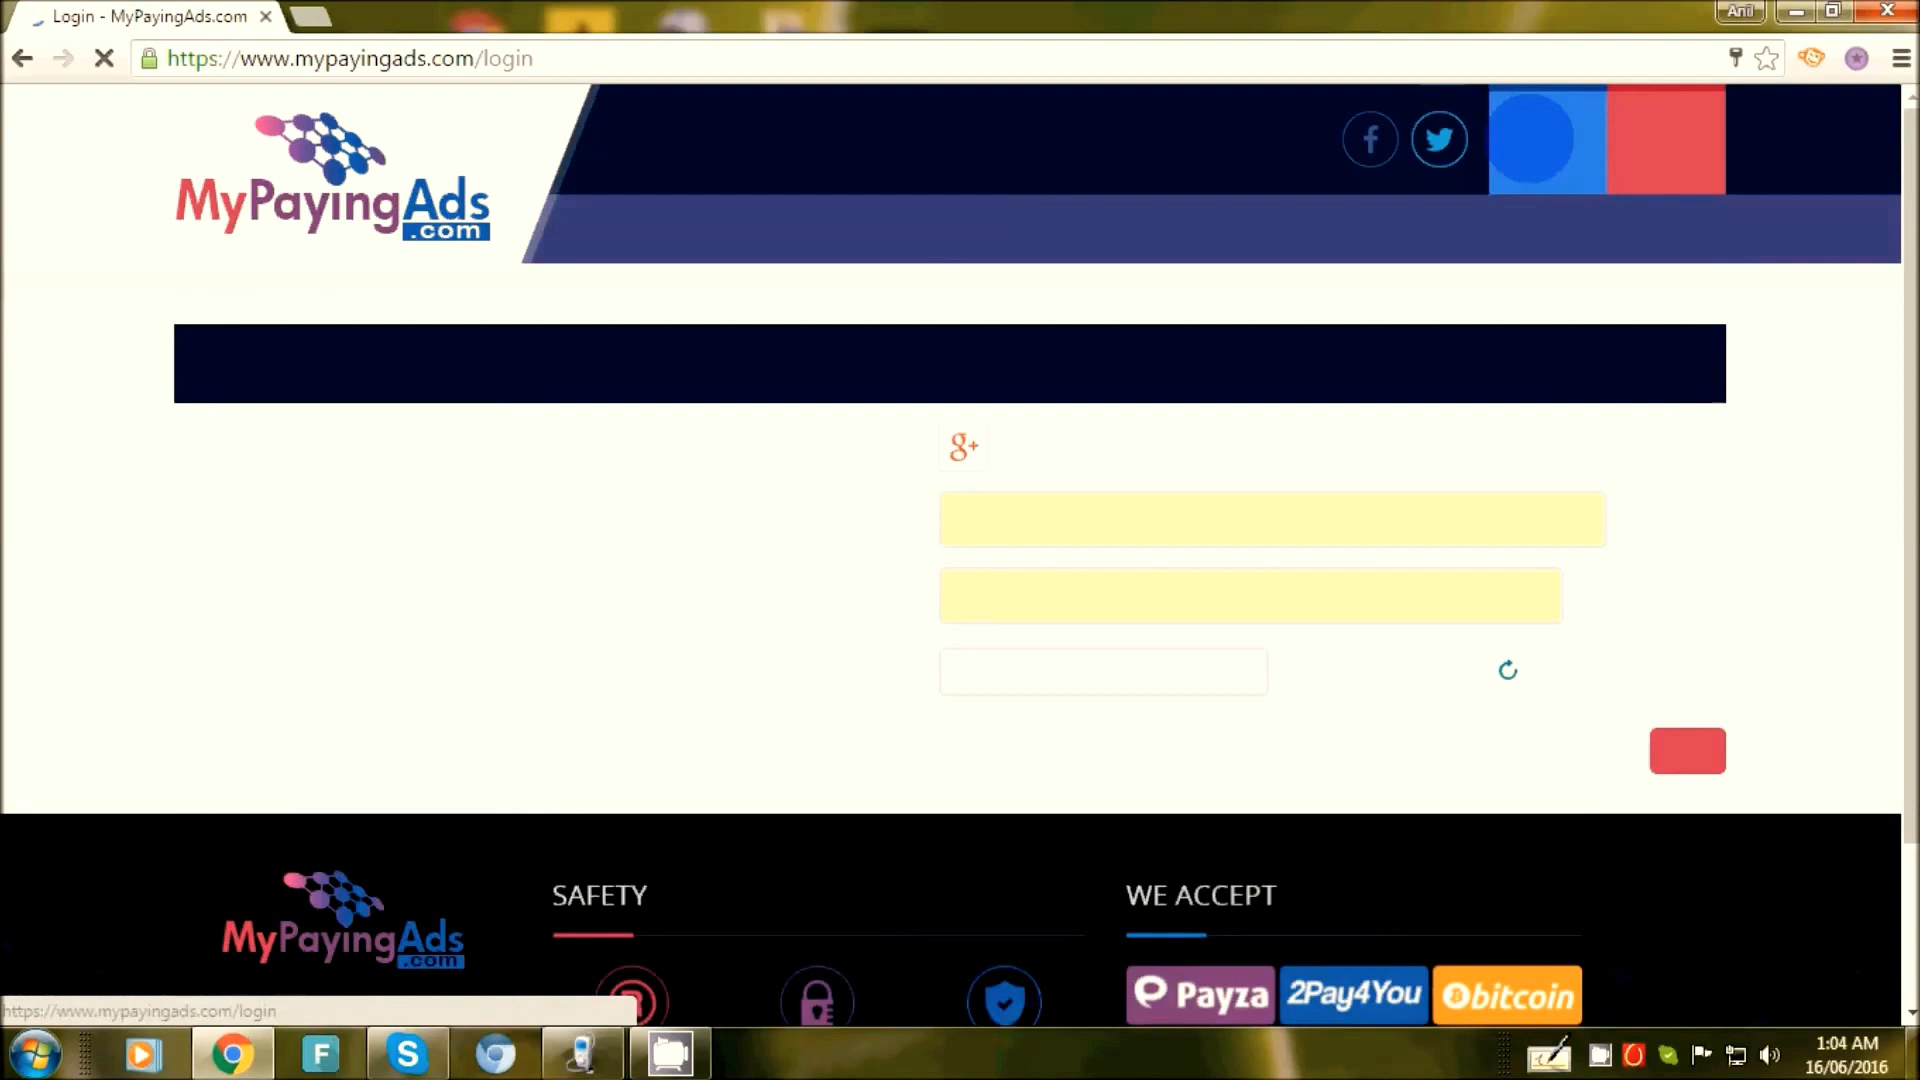 Login - MyPayingAds.com
Anil
https://www.mypayingads.com/login
MyPayingAds
.com
g+
MyPayingAds
.com
SAFETY
WE ACCEPT
R
Payza
2Pay4You
bitcoin
https://www.mypayingads.com/login
F
S
1:04 AM
16/06/2016